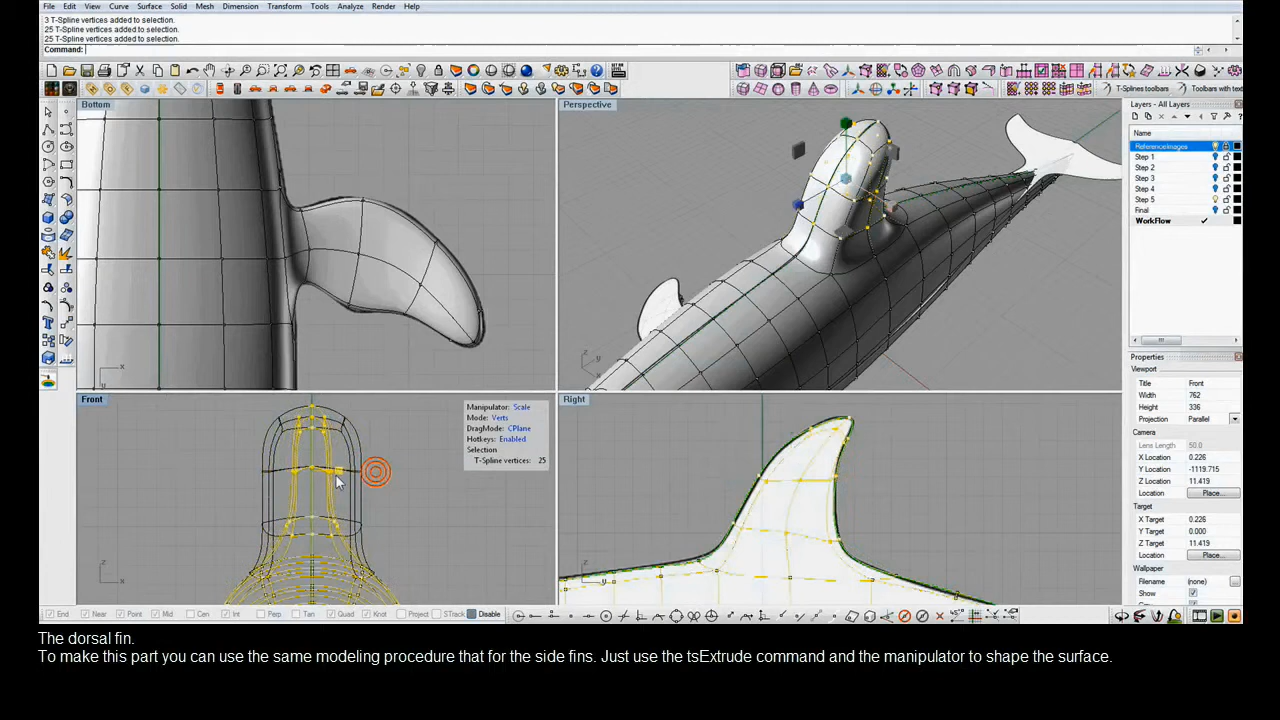 File Edit View Curve Surface Solid Mesh Dimension Transform Tools Analyze Render Help
3 T-Spline vertices added to selection.
25 T-Spline vertices added to selection.
25 T-Spline vertices added to selection.
Command:
T-Splines toolbars Toolbars with text
Bottom
Perspective
Layers - All Layers
Name
ReferenceImages
Step 1
Step 2
Step 3
Step 4
Step 5
Final
WorkFlow
x
y
z
y
x
Properties
Viewport
Title Front
Width 762
Height 336
Projection Parallel
Camera
Lens Length 50.0
X Location 0.226
Y Location -1119.715
Z Location 11.419
Location Place...
Target
X Target 0.226
Y Target 0.000
Z Target 11.419
Location Place...
Wallpaper
Filename (none)
Show
Front
Manipulator: Scale
Mode: Verts
DragMode: CPlane
Hotkeys: Enabled
Selection
T-Spline vertices: 25
Right
z
x
z
y
End Near Point Mid Cen Int Perp Tan Quad Knot Project STrack Disable
The dorsal fin.
To make this part you can use the same modeling procedure that for the side fins. Just use the tsExtrude command and the manipulator to shape the surface.